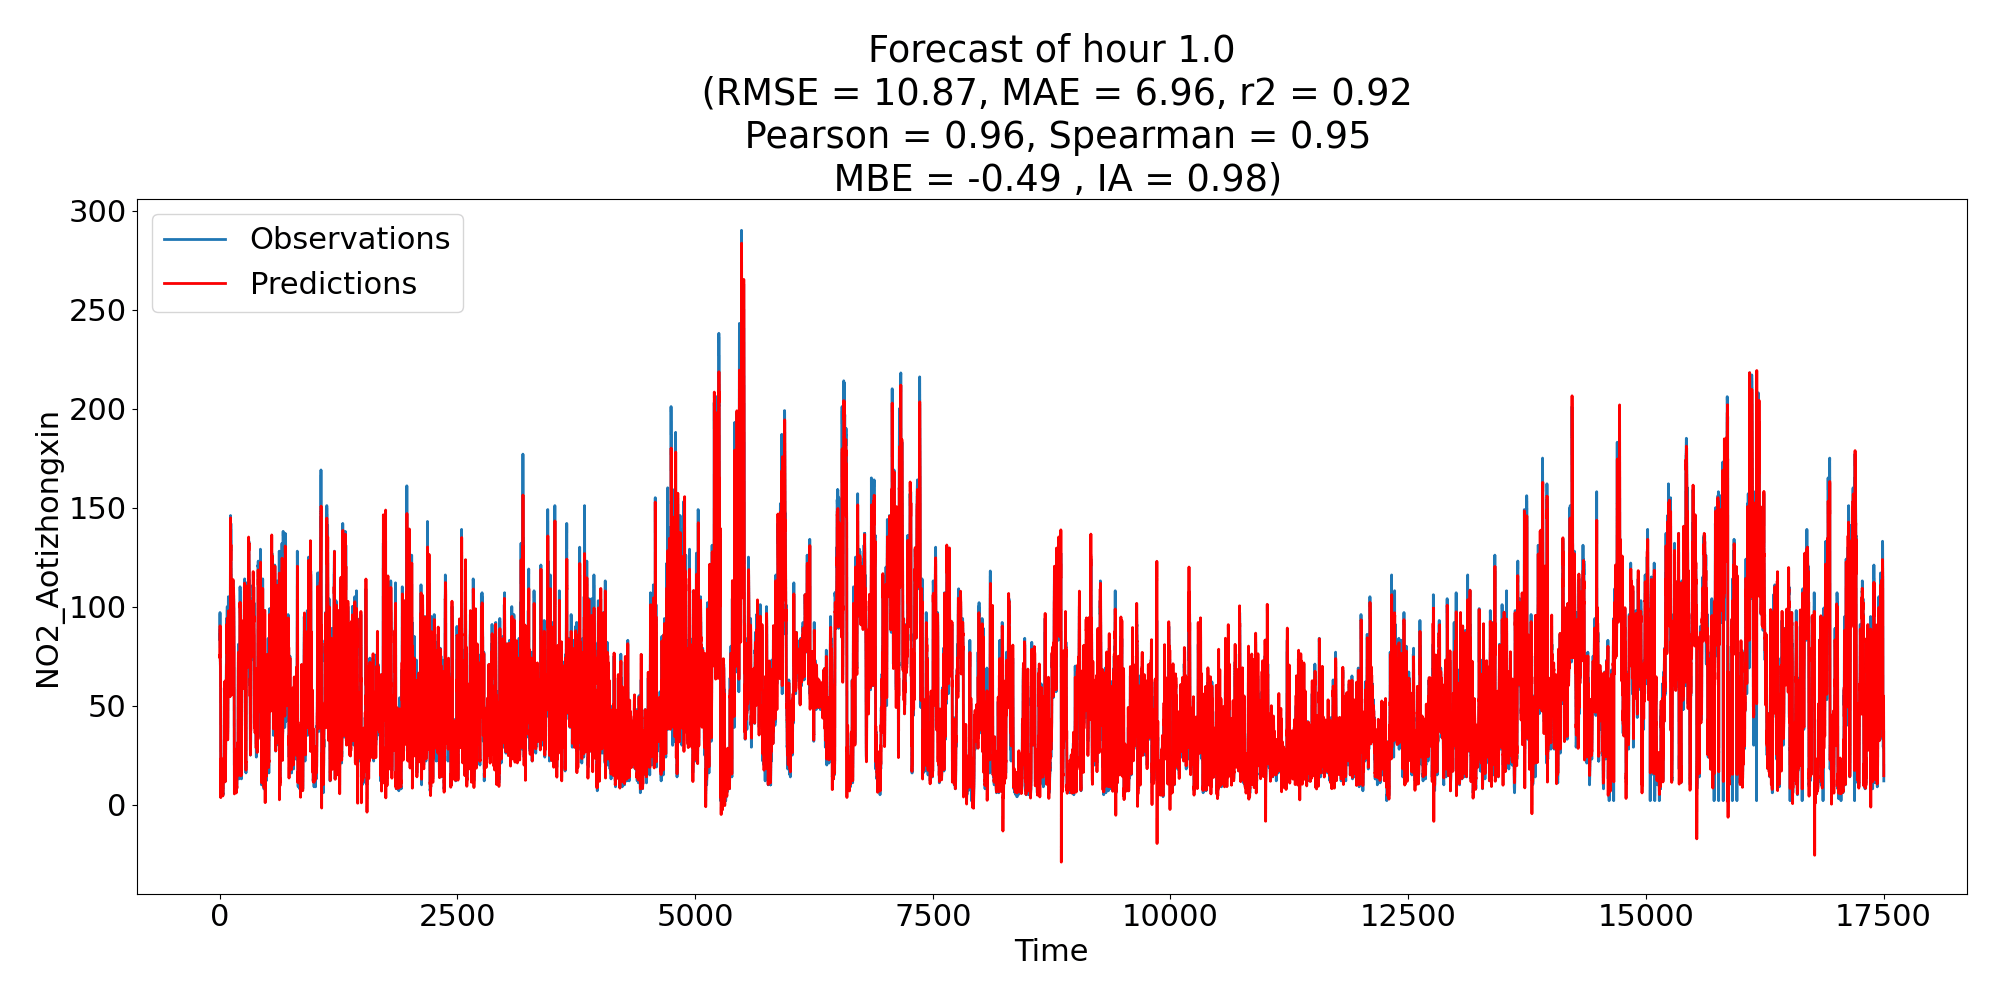 Forecast of hour 1.0
(RMSE = 10.87, MAE = 6.96, r2 = 0.92
Pearson = 0.96, Spearman = 0.95
MBE = -0.49 , IA = 0.98)
Observations
Predictions
300
250
200
150
100
50
0
NO2_Aotizhongxin
0 2500 5000 7500 10000 12500 15000 17500
Time